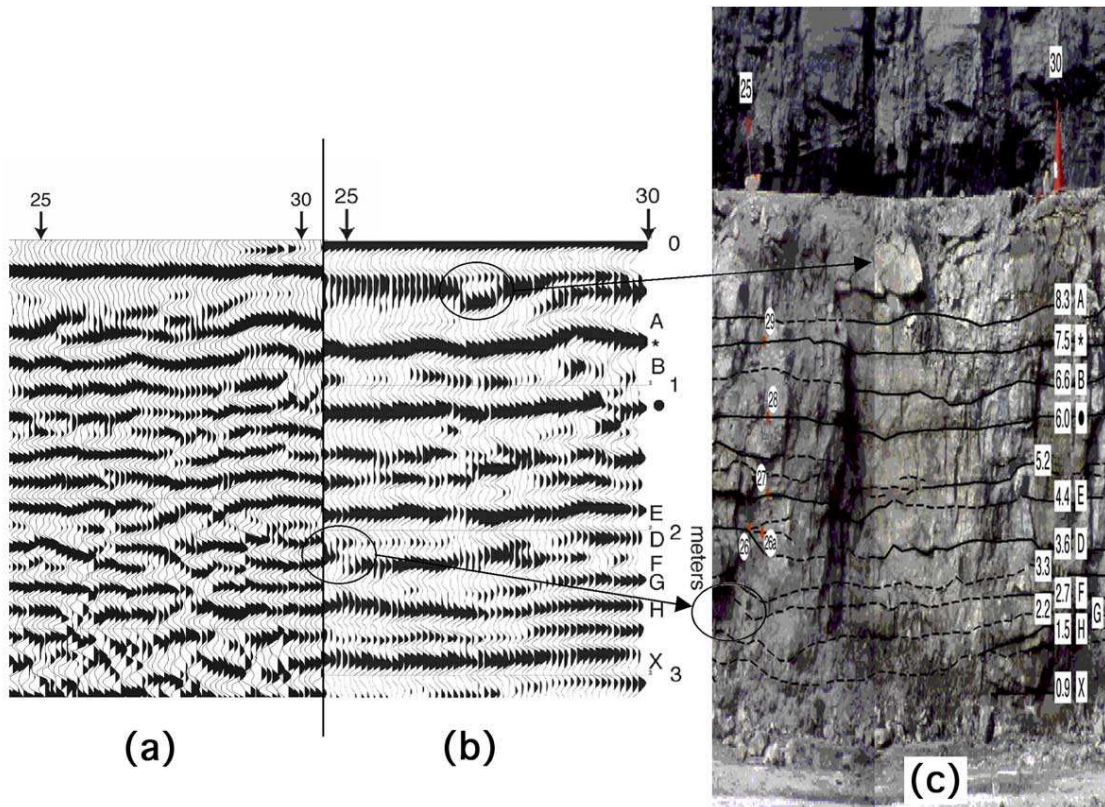 25
30
25
30
0
A
*
B
1
●
E
2
D
F
G
H
X
3
meters
(a)
(b)
25
30
29
28
27
26
26a
8.3 A
7.5 *
6.6 B
6.0 ●
5.2
4.4 E
3.6 D
3.3
2.7 F
2.2 G
1.5 H
0.9 X
(c)